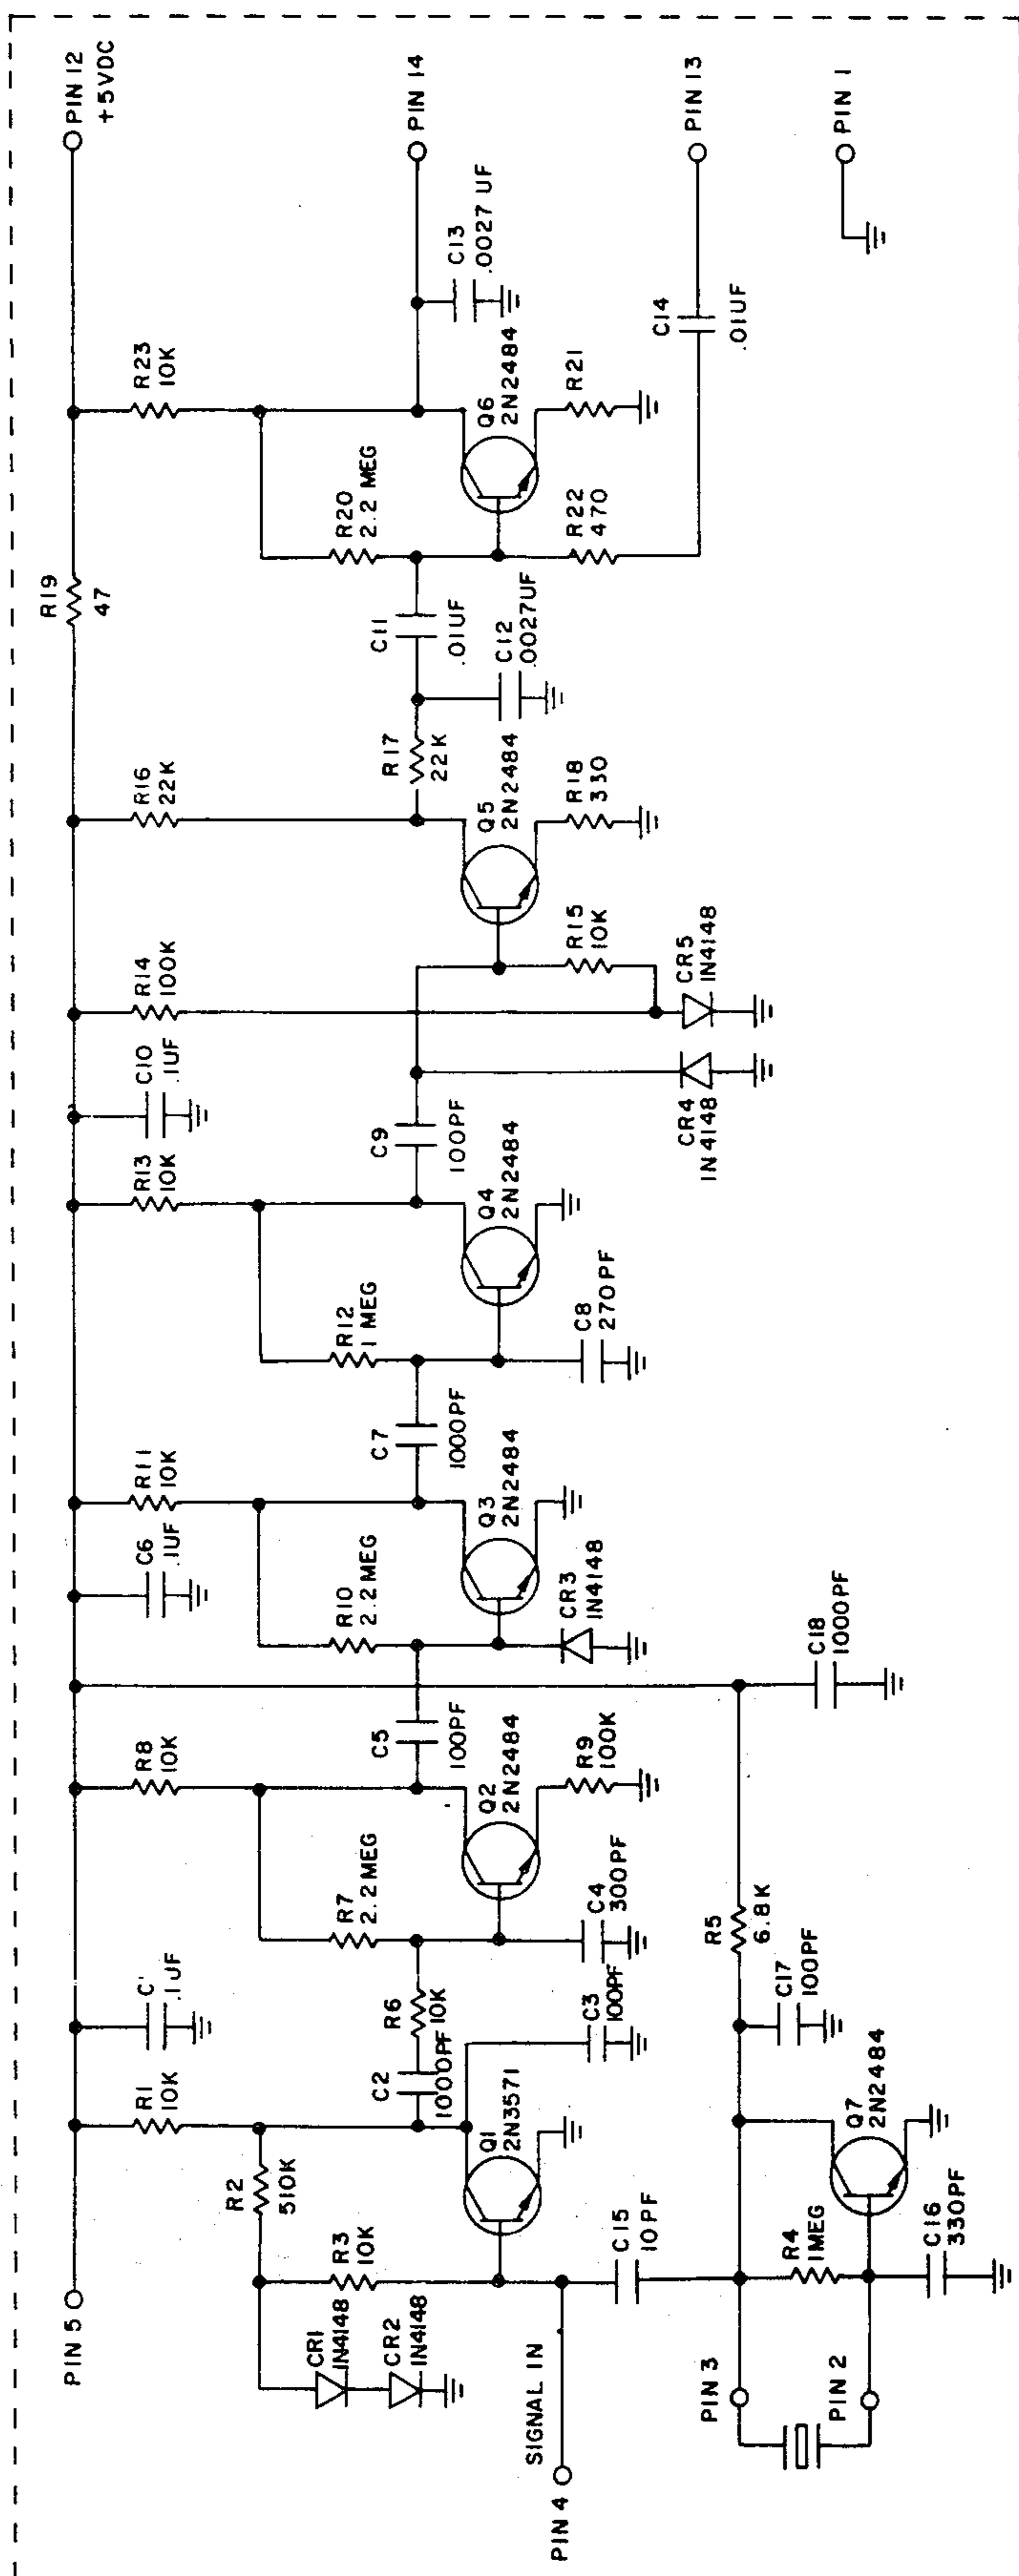 PIN 12
+5VDC
PIN 14
PIN 13
PIN 1
R23
10K
C13
.0027 UF
R20
2.2 MEG
Q6
2N2484
R21
R22
470
C14
.01UF
R19
47
C11
.01UF
C12
.0027UF
R17
22K
R16
22K
Q5
2N2484
R18
330
R14
100K
R15
10K
CR5
1N4148
CR4
1N4148
C10
.1UF
C9
100PF
R13
10K
Q4
2N2484
R12
1 MEG
C8
270PF
C7
1000PF
R11
10K
C6
.1UF
Q3
2N2484
R10
2.2MEG
CR3
1N4148
C18
1000PF
C5
100PF
R8
10K
Q2
2N2484
R9
100K
R7
2.2MEG
C4
300PF
R5
6.8K
C'
.1UF
R6
10K
C3
100PF
C17
100PF
C2
1000PF
R1
10K
Q1
2N3571
Q7
2N2484
R2
510K
R3
10K
C15
10PF
R4
1MEG
C16
330PF
CR1
1N4148
CR2
1N4148
PIN 5
SIGNAL IN
PIN 4
PIN 3
PIN 2